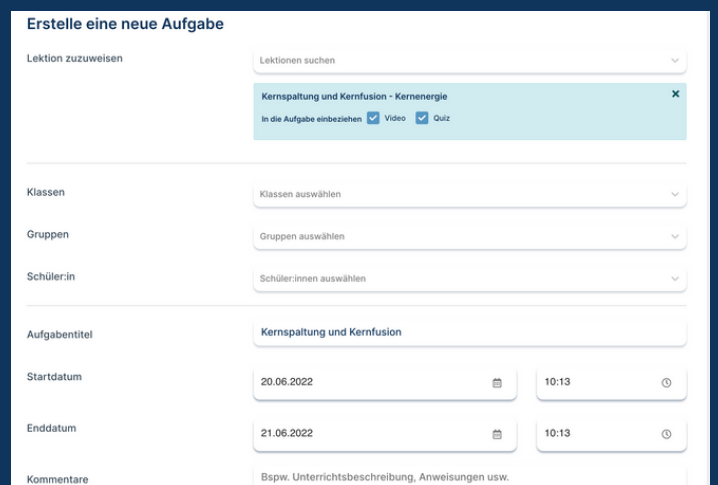 Erstelle eine neue Aufgabe
Lektion zuzuweisen
Lektionen suchen
Kernspaltung und Kernfusion - Kernenergie
In die Aufgabe einbeziehen Video Quiz
Klassen
Klassen auswählen
Gruppen
Gruppen auswählen
Schüler:in
Schüler:innen auswählen
Aufgabentitel
Kernspaltung und Kernfusion
Startdatum
20.06.2022 10:13
Enddatum
21.06.2022 10:13
Kommentare
Bspw. Unterrichtsbeschreibung, Anweisungen usw.